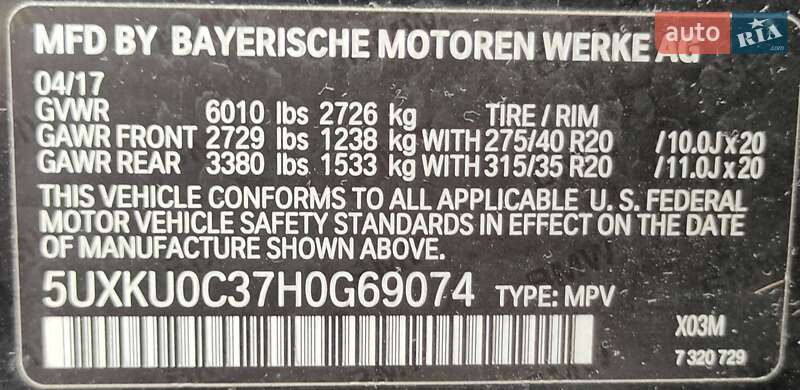 MFD BY BAYERISCHE MOTOREN WERKE AG
auto RIA.com
04/17
GVWR 6010 lbs 2726 kg TIRE / RIM
GAWR FRONT 2729 lbs 1238 kg WITH 275/40 R20 /10.0J x 20
GAWR REAR 3380 lbs 1533 kg WITH 315/35 R20 /11.0J x 20
THIS VEHICLE CONFORMS TO ALL APPLICABLE U. S. FEDERAL
MOTOR VEHICLE SAFETY STANDARDS IN EFFECT ON THE DATE
OF MANUFACTURE SHOWN ABOVE.
5UXKU0C37H0G69074 TYPE: MPV
X03M
7 320 729